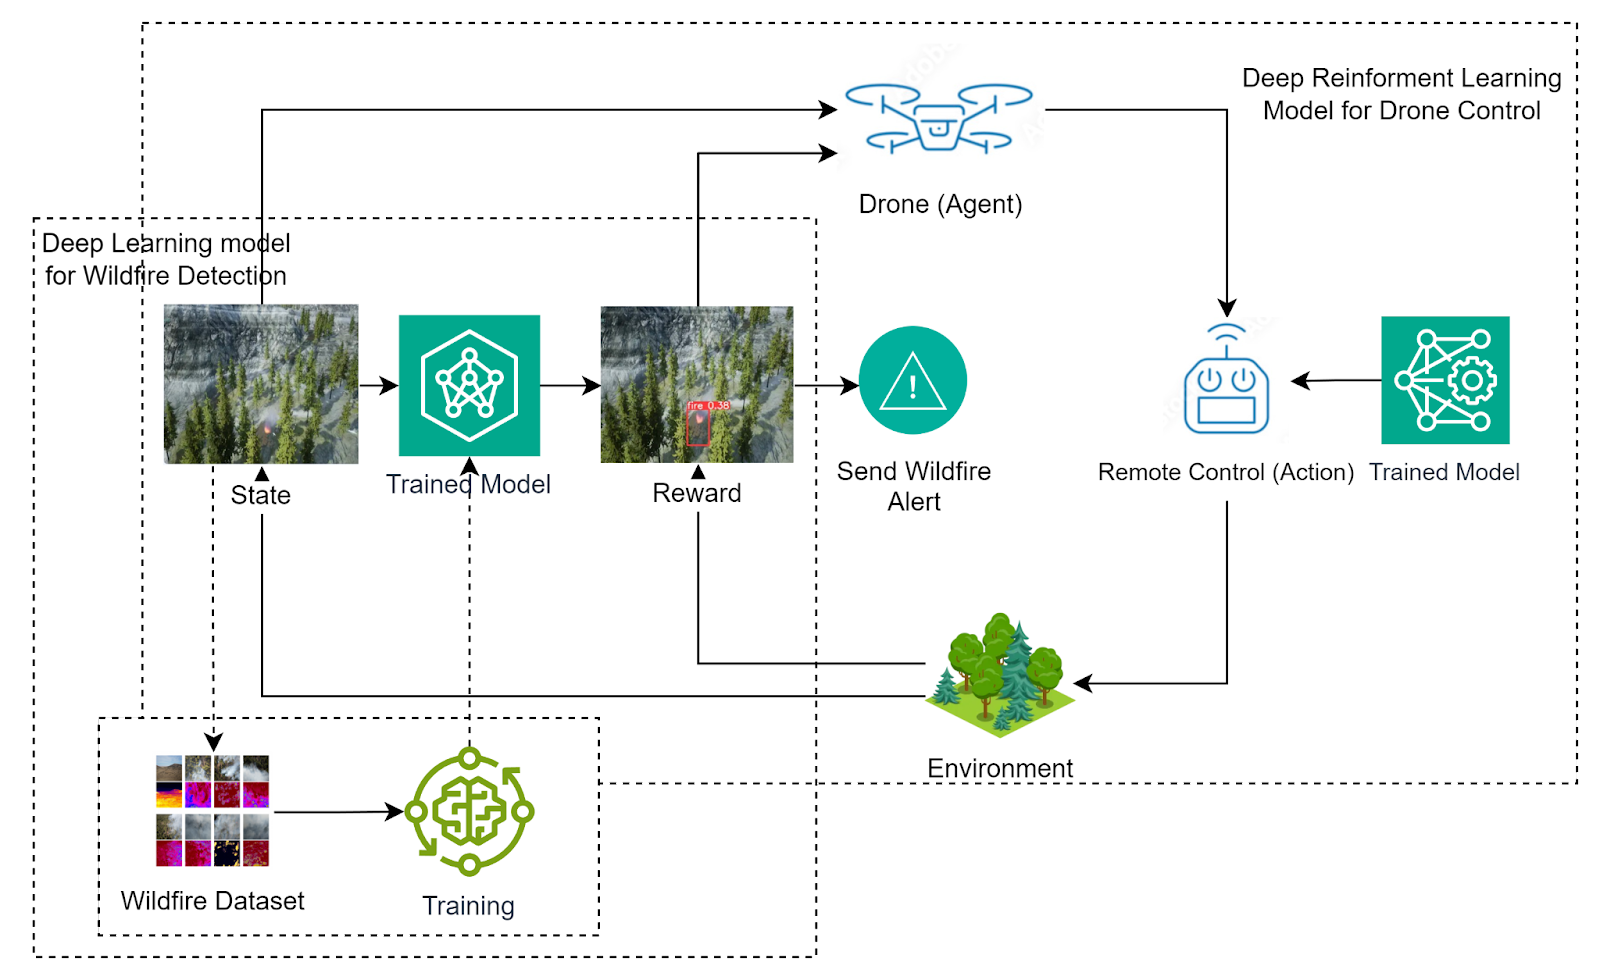 Deep Reinforment Learning
Model for Drone Control
Drone (Agent)
Deep Learning model
for Wildfire Detection
fire 0.38
State
Trained Model
Reward
Send Wildfire
Alert
Remote Control (Action)
Trained Model
Environment
Wildfire Dataset
Training